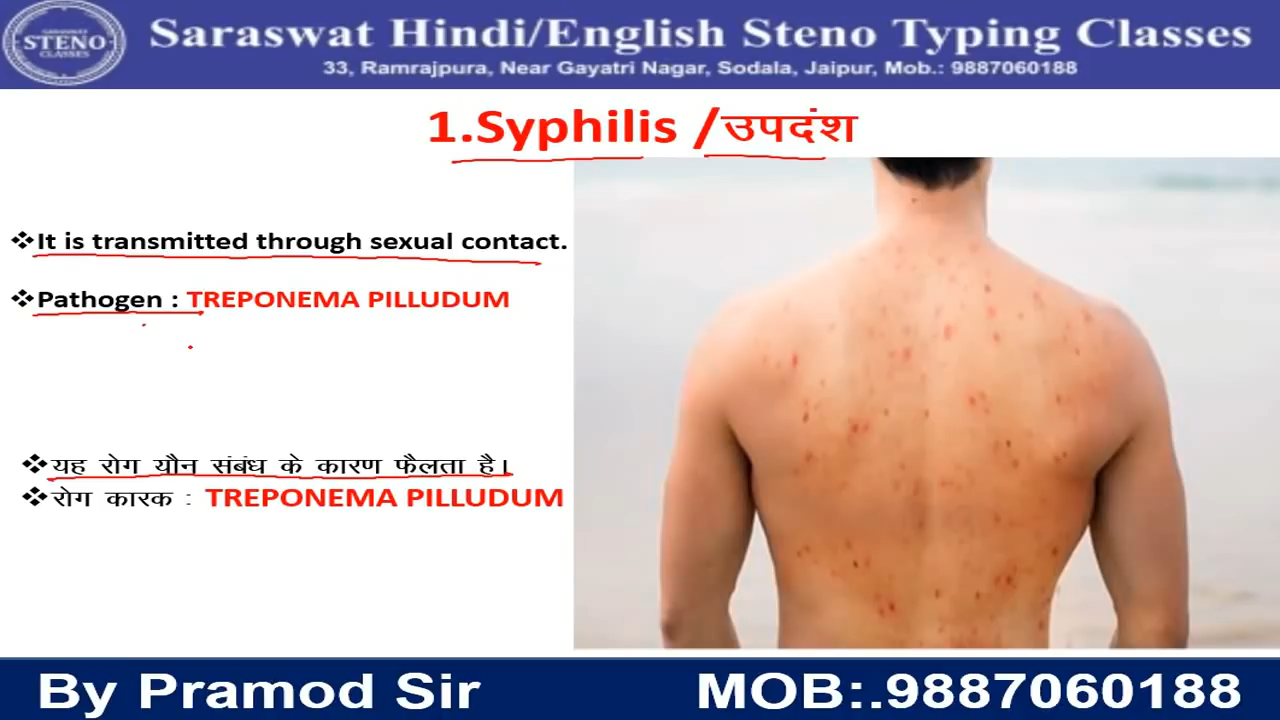 STENO
CLASSES
Saraswat Hindi/English Steno Typing Classes
33, Ramrajpura, Near Gayatri Nagar, Sodala, Jaipur, Mob.: 9887060188
1.Syphilis /उपदंश
❖It is transmitted through sexual contact.
❖Pathogen : TREPONEMA PILLUDUM
❖यह रोग यौन संबंध के कारण फैलता है।
❖रोग कारक : TREPONEMA PILLUDUM
By Pramod Sir
MOB:.9887060188